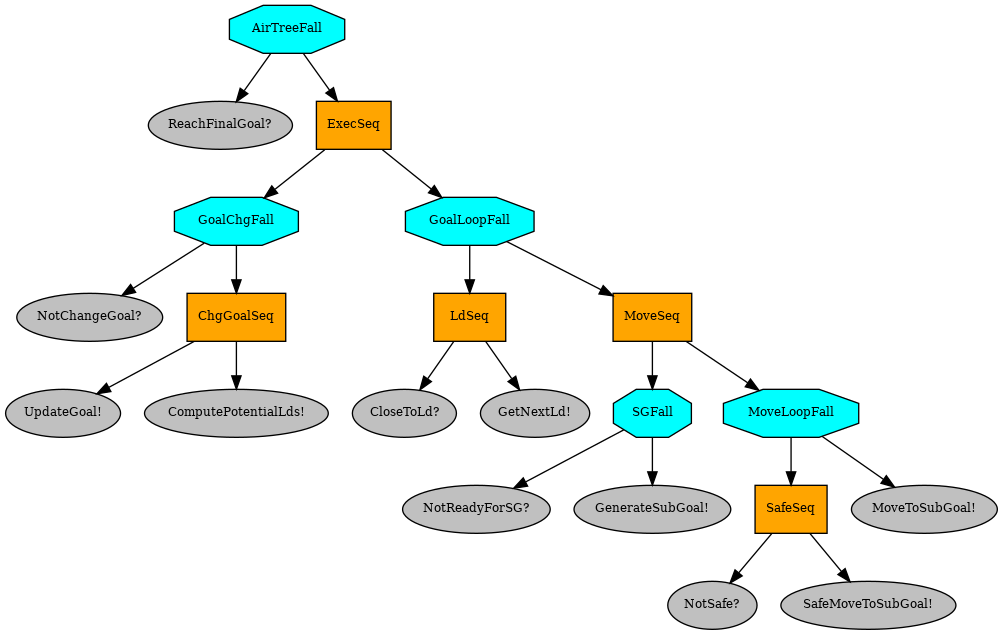 AirTreeFall
ReachFinalGoal?
ExecSeq
GoalChgFall
GoalLoopFall
NotChangeGoal?
ChgGoalSeq
LdSeq
MoveSeq
UpdateGoal!
ComputePotentialLds!
CloseToLd?
GetNextLd!
SGFall
MoveLoopFall
NotReadyForSG?
GenerateSubGoal!
SafeSeq
MoveToSubGoal!
NotSafe?
SafeMoveToSubGoal!